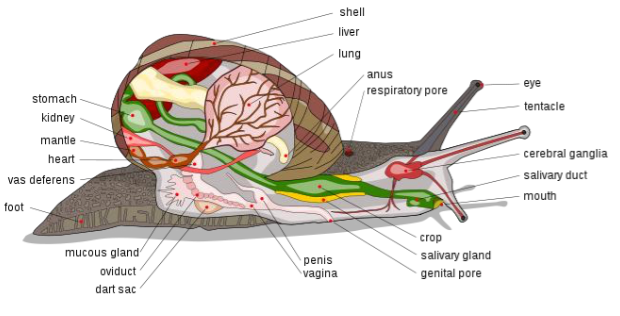 shell
liver
lung
anus
respiratory pore
eye
tentacle
cerebral ganglia
salivary duct
mouth
stomach
kidney
mantle
heart
vas deferens
foot
mucous gland
oviduct
dart sac
penis
vagina
crop
salivary gland
genital pore